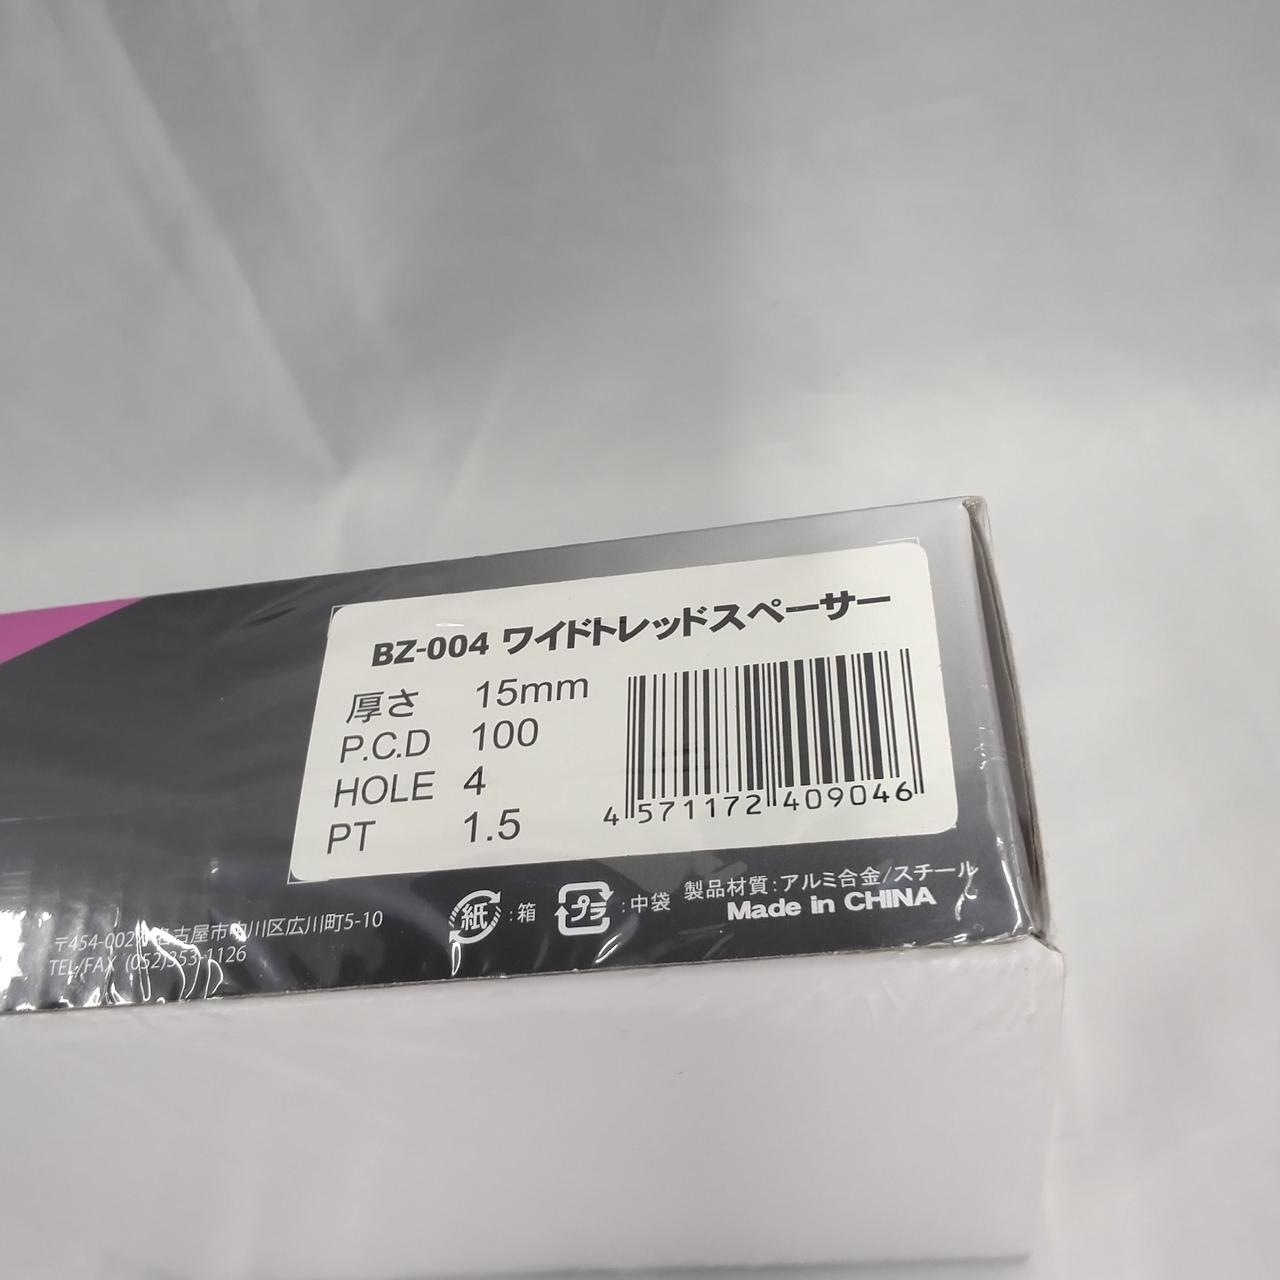 BZ-004 ワイドトレッドスペーサー
厚さ 15mm
P.C.D 100
HOLE 4
PT 1.5
4 571172 409046
紙 : 箱 プラ : 中袋 製品材質:アルミ合金/スチール
Made in CHINA
名古屋市中川区広川町5-10
TEL/FAX (052)353-1126